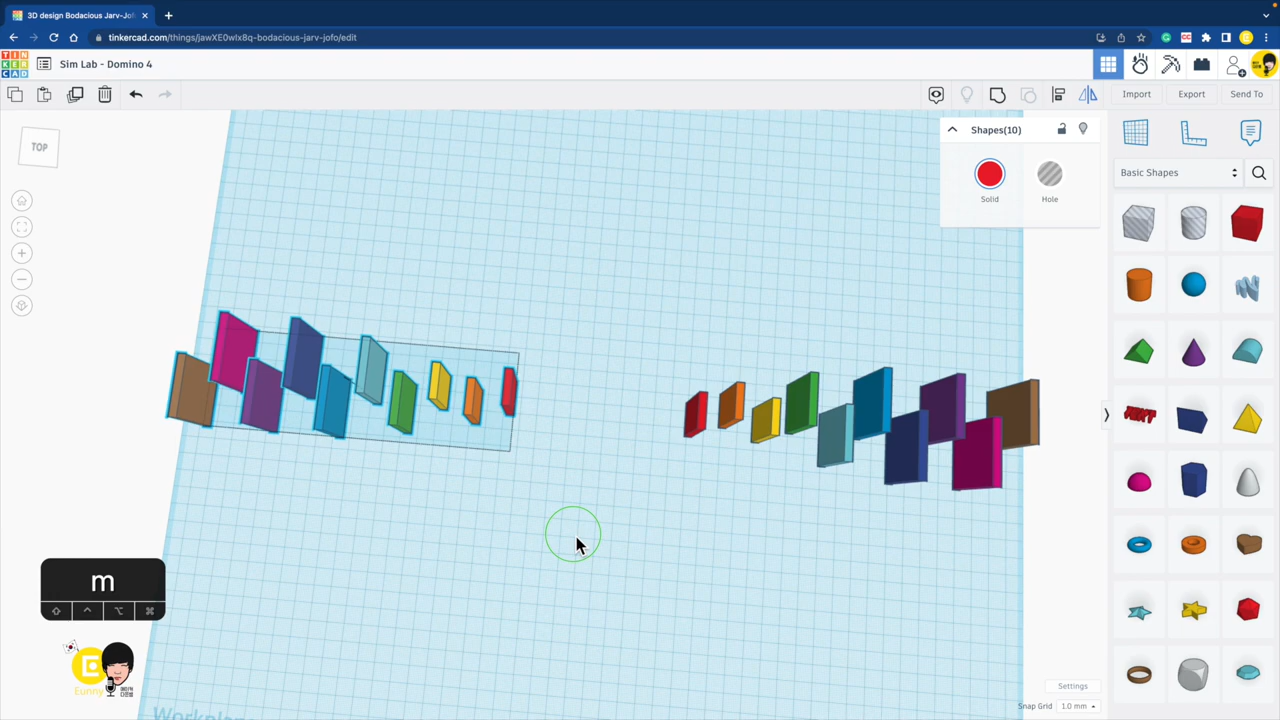 3D design Bodacious Jarv-Jofo
tinkercad.com/things/jawXE0wlx8q-bodacious-jarv-jofo/edit
TIN
KER
CAD
Sim Lab - Domino 4
Import
Export
Send To
TOP
Shapes(10)
Solid
Hole
Basic Shapes
TEXT
m
Eunny
Workplane
Settings
Snap Grid
1.0 mm